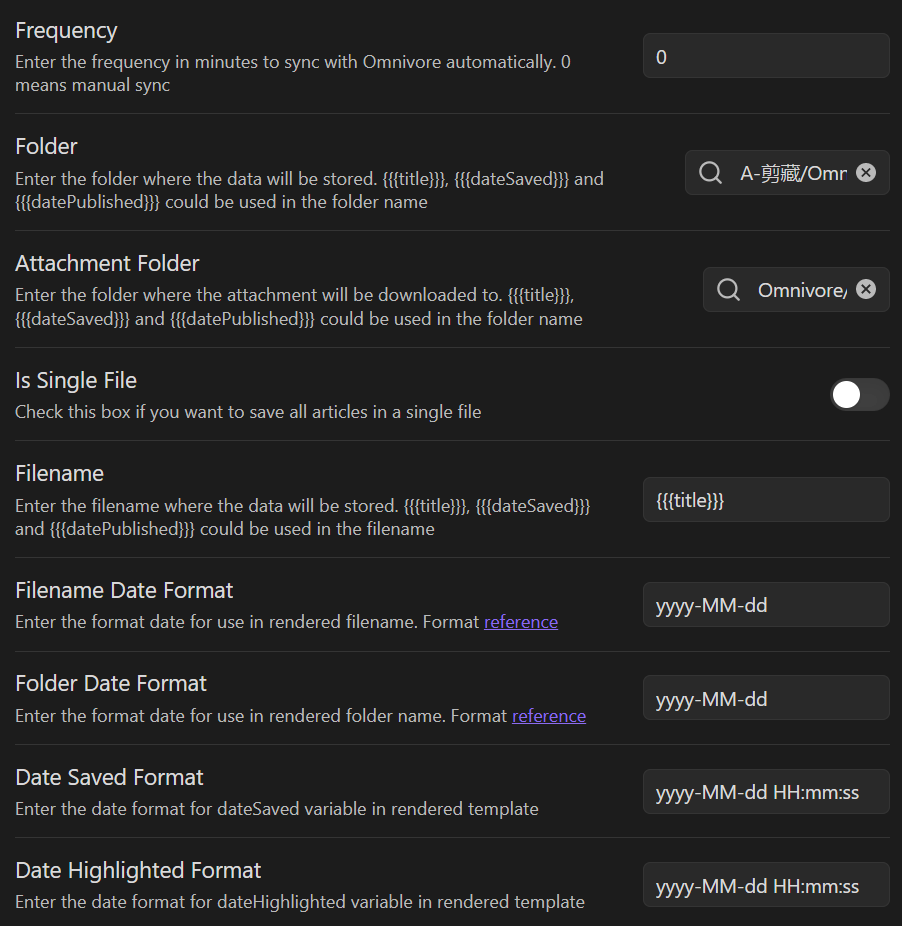 Frequency
Enter the frequency in minutes to sync with Omnivore automatically. 0
means manual sync
0
Folder
Enter the folder where the data will be stored. {{{title}}}, {{{dateSaved}}} and
{{{datePublished}}} could be used in the folder name
A-剪藏/Omn
Attachment Folder
Enter the folder where the attachment will be downloaded to. {{{title}}},
{{{dateSaved}}} and {{{datePublished}}} could be used in the folder name
Omnivore/
Is Single File
Check this box if you want to save all articles in a single file
Filename
Enter the filename where the data will be stored. {{{title}}}, {{{dateSaved}}}
and {{{datePublished}}} could be used in the filename
{{{title}}}
Filename Date Format
Enter the format date for use in rendered filename. Format reference
yyyy-MM-dd
Folder Date Format
Enter the format date for use in rendered folder name. Format reference
yyyy-MM-dd
Date Saved Format
Enter the date format for dateSaved variable in rendered template
yyyy-MM-dd HH:mm:ss
Date Highlighted Format
Enter the date format for dateHighlighted variable in rendered template
yyyy-MM-dd HH:mm:ss